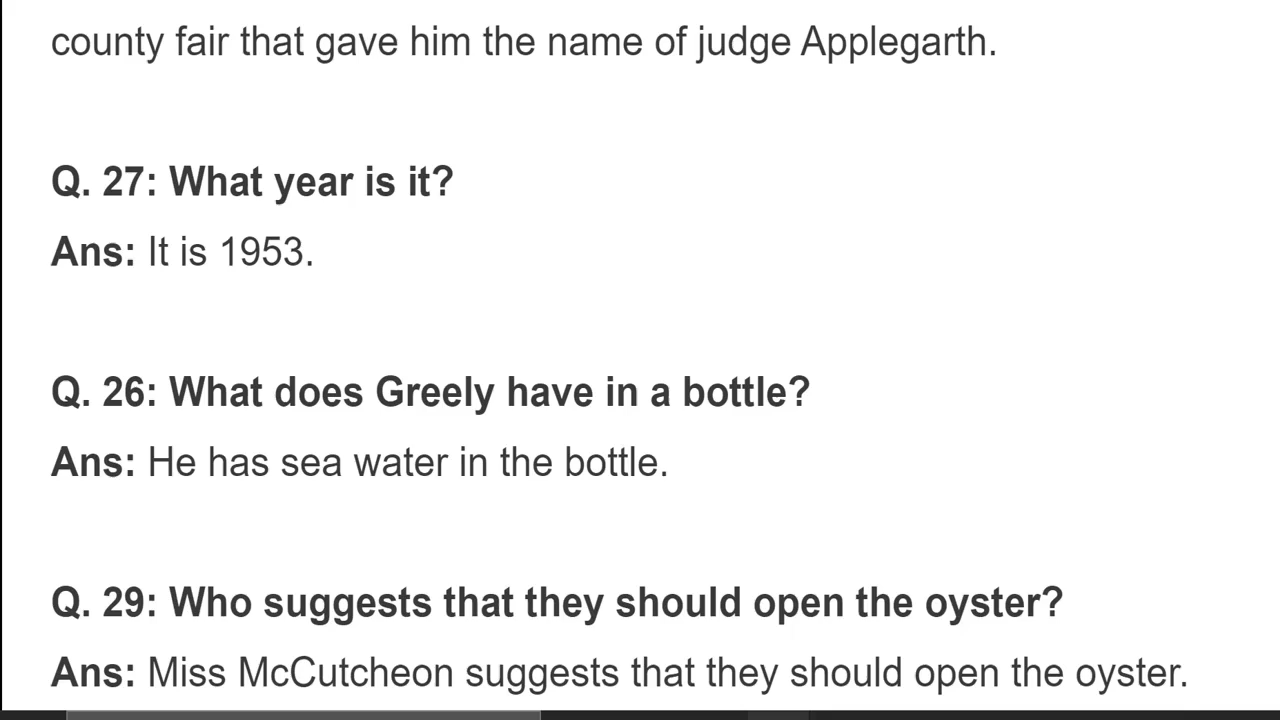 county fair that gave him the name of judge Applegarth.
Q. 27: What year is it?
Ans: It is 1953.
Q. 26: What does Greely have in a bottle?
Ans: He has sea water in the bottle.
Q. 29: Who suggests that they should open the oyster?
Ans: Miss McCutcheon suggests that they should open the oyster.